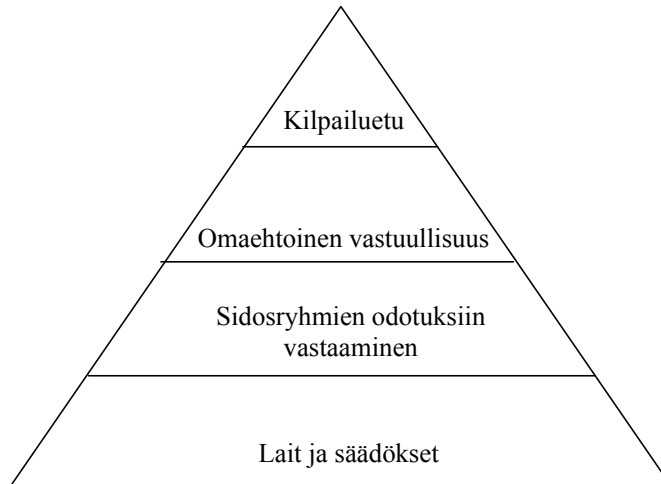 Kilpailuetu
Omaehtoinen vastuullisuus
Sidosryhmien odotuksiin
vastaaminen
Lait ja säädökset